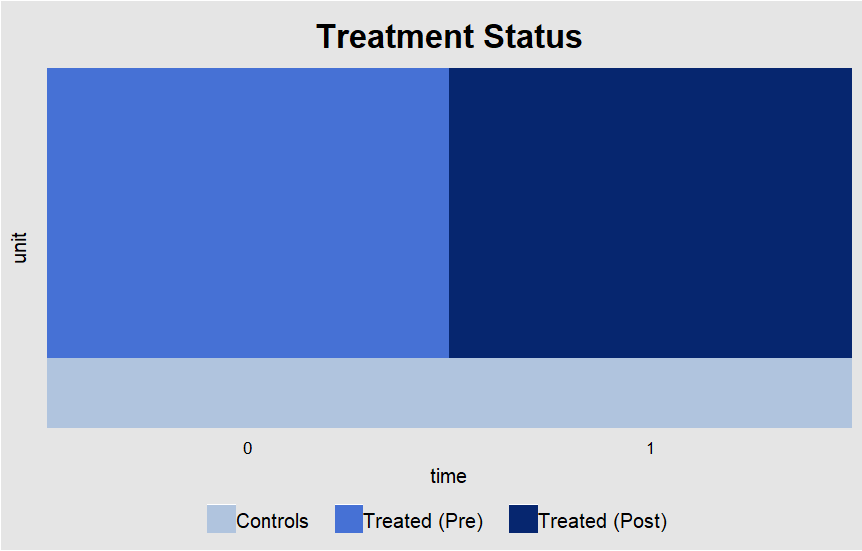 Treatment Status
unit
0 1
time
Controls Treated (Pre) Treated (Post)